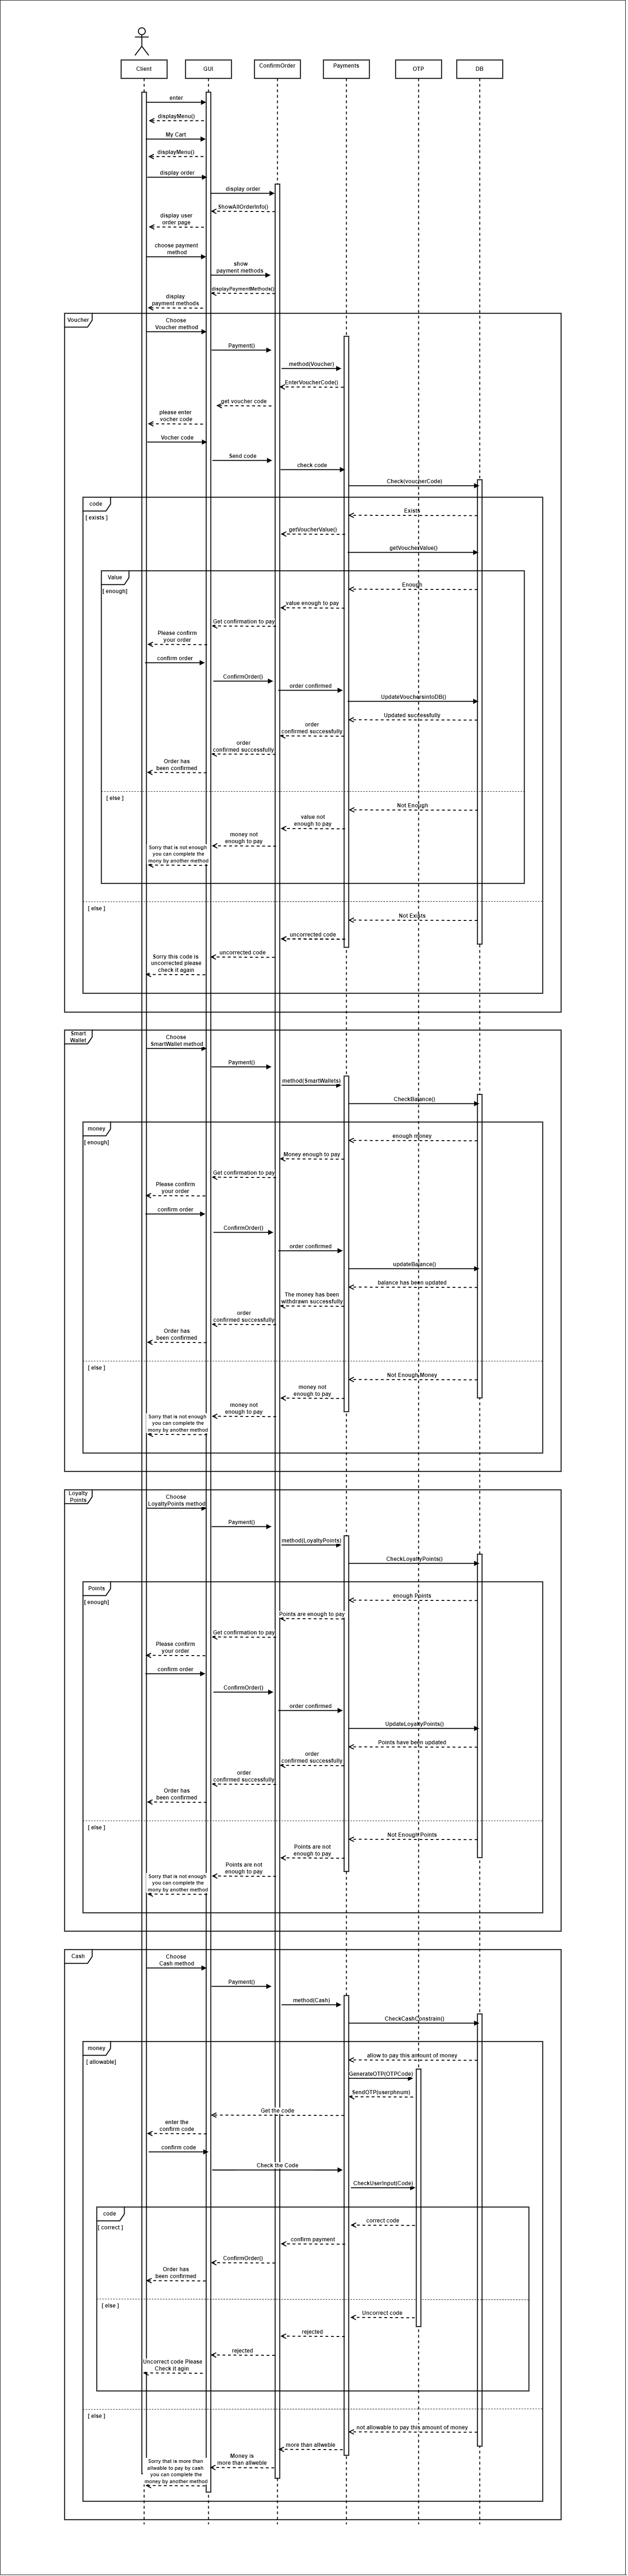 Client
GUI
ConfirmOrder
Payments
OTP
DB
enter
displayMenu()
My Cart
displayMenu()
display order
display order
ShowAllOrderInfo()
display user
order page
choose payment
method
show
payment methods
displayPaymentMethods()
display
payment methods
Voucher
Choose
Voucher method
Payment()
method(Voucher)
EnterVoucherCode()
get voucher code
please enter
vocher code
Vocher code
Send code
check code
Check(voucherCode)
code
[ exists ]
Exists
getVoucherValue()
getVoucherValue()
Value
[ enough]
Enough
value enough to pay
Get confirmation to pay
Please confirm
your order
confirm order
ConfirmOrder()
order confirmed
UpdateVouchersintoDB()
Updated successfully
order
confirmed successfully
order
confirmed successfully
Order has
been confirmed
[ else ]
Not Enough
value not
enough to pay
money not
enough to pay
Sorry that is not enough
you can complete the
mony by another method
[ else ]
Not Exists
uncorrected code
uncorrected code
Sorry this code is
uncorrected please
check it again
Smart
Wallet
Choose
SmartWallet method
Payment()
method(SmartWallets)
CheckBalance()
money
[ enough]
enough money
Money enough to pay
Get confirmation to pay
Please confirm
your order
confirm order
ConfirmOrder()
order confirmed
updateBalance()
balance has been updated
The money has been
withdrawn successfully
order
confirmed successfully
Order has
been confirmed
[ else ]
Not Enough Money
money not
enough to pay
money not
enough to pay
Sorry that is not enough
you can complete the
mony by another method
Loyalty
Points
Choose
LoyaltyPoints method
Payment()
method(LoyaltyPoints)
CheckLoyaltyPoints()
Points
[ enough]
enough Points
Points are enough to pay
Get confirmation to pay
Please confirm
your order
confirm order
ConfirmOrder()
order confirmed
UpdateLoyaltyPoints()
Points have been updated
order
confirmed successfully
order
confirmed successfully
Order has
been confirmed
[ else ]
Not Enough Points
Points are not
enough to pay
Points are not
enough to pay
Sorry that is not enough
you can complete the
mony by another method
Cash
Choose
Cash method
Payment()
method(Cash)
CheckCashConstrain()
money
[ allowable]
allow to pay this amount of money
GenerateOTP(OTPCode)
SendOTP(userphnum)
Get the code
enter the
confirm code
confirm code
Check the Code
CheckUserInput(Code)
code
[ correct ]
correct code
confirm payment
ConfirmOrder()
Order has
been confirmed
[ else ]
Uncorrect code
rejected
rejected
Uncorrect code Please
Check it agin
[ else ]
not allowable to pay this amount of money
more than allweble
Money is
more than allweble
Sorry that is more than
allwable to pay by cash
you can complete the
money by another method